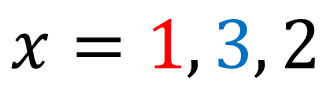 x = 1, 3, 2